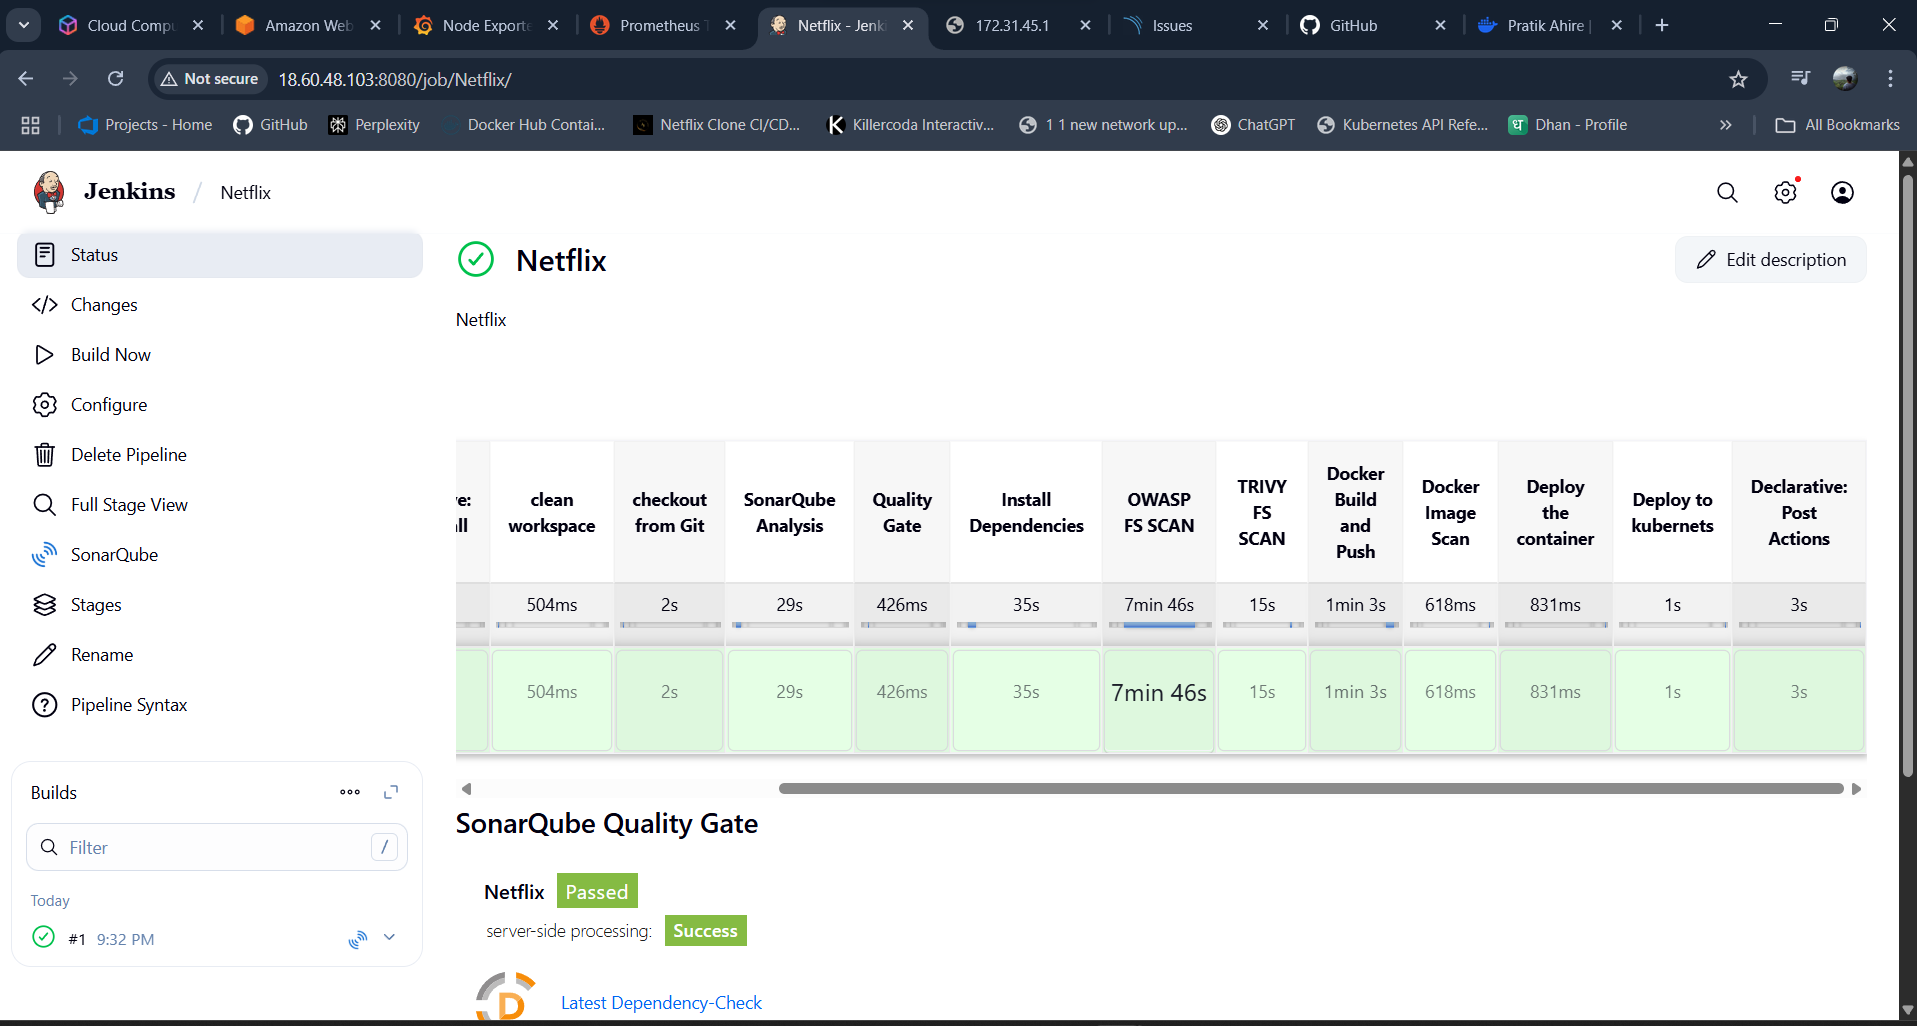 Cloud Compu
Amazon Web
Node Exporte
Prometheus T
Netflix - Jenk
172.31.45.1
Issues
GitHub
Pratik Ahire |
Not secure
18.60.48.103:8080/job/Netflix/
Projects - Home
GitHub
Perplexity
Docker Hub Contai...
Netflix Clone CI/CD...
Killercoda Interactiv...
1 1 new network up...
ChatGPT
Kubernetes API Refe...
Dhan - Profile
All Bookmarks
Jenkins / Netflix
Status
Changes
Build Now
Configure
Delete Pipeline
Full Stage View
SonarQube
Stages
Rename
Pipeline Syntax
Builds
Filter /
Today
#1 9:32 PM
Netflix
Edit description
Netflix
ve:
all
clean
workspace
checkout
from Git
SonarQube
Analysis
Quality
Gate
Install
Dependencies
OWASP
FS SCAN
TRIVY
FS
SCAN
Docker
Build
and
Push
Docker
Image
Scan
Deploy
the
container
Deploy to
kubernets
Declarative:
Post
Actions
504ms 2s 29s 426ms 35s 7min 46s 15s 1min 3s 618ms 831ms 1s 3s
504ms 2s 29s 426ms 35s 7min 46s 15s 1min 3s 618ms 831ms 1s 3s
SonarQube Quality Gate
Netflix Passed
server-side processing: Success
Latest Dependency-Check